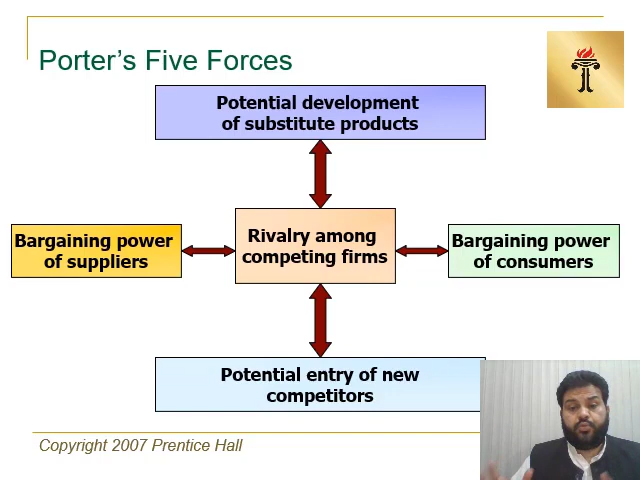 Porter's Five Forces
Potential development
of substitute products
Bargaining power
of suppliers
Rivalry among
competing firms
Bargaining power
of consumers
Potential entry of new
competitors
Copyright 2007 Prentice Hall